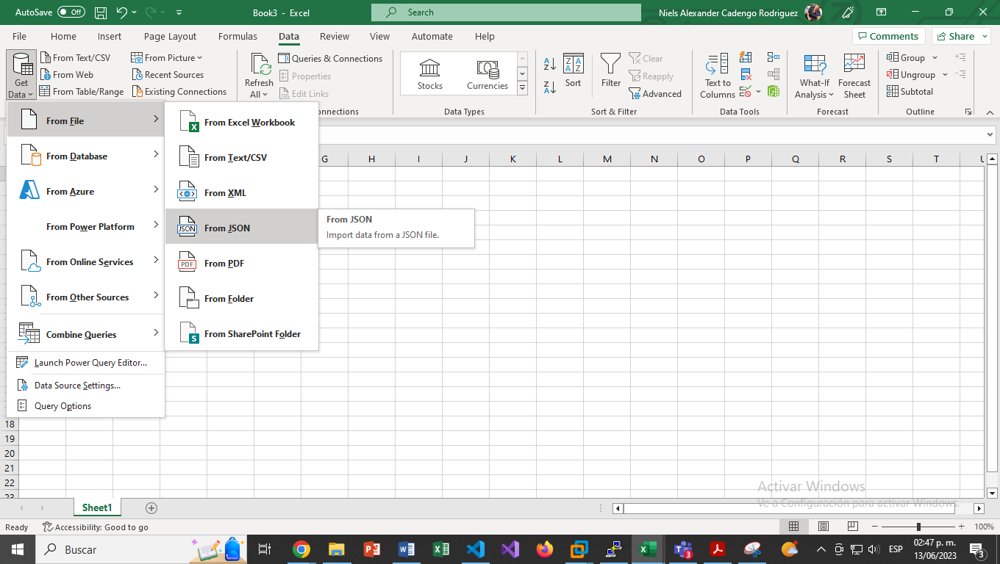 AutoSave Off Book3 - Excel Search Niels Alexander Cadengo Rodriguez
File Home Insert Page Layout Formulas Data Review View Automate Help Comments Share
From Text/CSV From Picture Queries & Connections Clear Group
From Web Recent Sources Properties Reapply Ungroup
From Table/Range Existing Connections Edit Links Advanced Subtotal
Get Data
Refresh All
Stocks Currencies
Sort Filter
Text to Columns
What-If Analysis
Forecast Sheet
Data Types Sort & Filter Data Tools Forecast Outline
From File
From Database
From Azure
From Power Platform
From Online Services
From Other Sources
Combine Queries
Launch Power Query Editor...
Data Source Settings...
Query Options
From Excel Workbook
From Text/CSV
From XML
JSON From JSON
PDF From PDF
From Folder
From SharePoint Folder
From JSON
Import data from a JSON file.
G H I J K L M N O P Q R S T
18
19
20
21
22
23
Activar Windows
Ve a Configuración para activar Windows.
Sheet1
Ready Accessibility: Good to go 100%
Buscar ESP 02:47 p. m.
13/06/2023
3